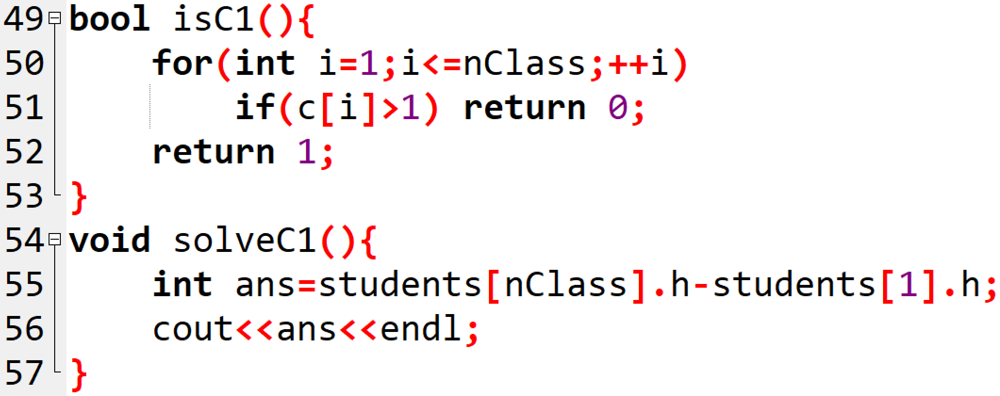 49 bool isC1(){
50     for(int i=1;i<=nClass;++i)
51         if(c[i]>1) return 0;
52     return 1;
53 }
54 void solveC1(){
55     int ans=students[nClass].h-students[1].h;
56     cout<<ans<<endl;
57 }